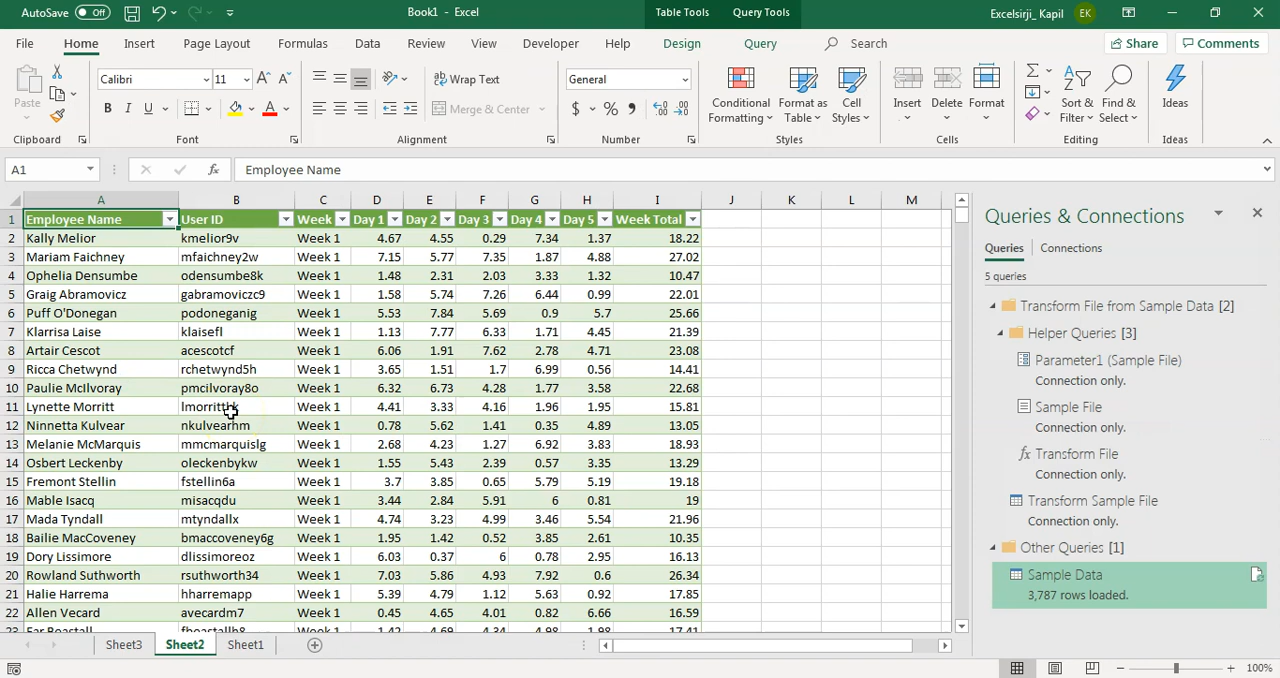 AutoSave Off Book1 - Excel Table Tools Query Tools Excelsirji_ Kapil EK
File Home Insert Page Layout Formulas Data Review View Developer Help Design Query Search Share Comments
Calibri 11 Wrap Text General
Paste Merge & Center Conditional Formatting Format as Table Cell Styles Insert Delete Format Sort & Filter Find & Select Ideas
Clipboard Font Alignment Number Styles Cells Editing Ideas
A1 Employee Name
A B C D E F G H I J K L M
1 Employee Name User ID Week Day 1 Day 2 Day 3 Day 4 Day 5 Week Total
2 Kally Melior kmelior9v Week 1 4.67 4.55 0.29 7.34 1.37 18.22
3 Mariam Faichney mfaichney2w Week 1 7.15 5.77 7.35 1.87 4.88 27.02
4 Ophelia Densumbe odensumbe8k Week 1 1.48 2.31 2.03 3.33 1.32 10.47
5 Graig Abramovicz gabramoviczc9 Week 1 1.58 5.74 7.26 6.44 0.99 22.01
6 Puff O'Donegan podoneganig Week 1 5.53 7.84 5.69 0.9 5.7 25.66
7 Klarrisa Laise klaisefl Week 1 1.13 7.77 6.33 1.71 4.45 21.39
8 Artair Cescot acescotcf Week 1 6.06 1.91 7.62 2.78 4.71 23.08
9 Ricca Chetwynd rchetwynd5h Week 1 3.65 1.51 1.7 6.99 0.56 14.41
10 Paulie McIlvoray pmcilvoray8o Week 1 6.32 6.73 4.28 1.77 3.58 22.68
11 Lynette Morritt Week 1 4.41 3.33 4.16 1.96 1.95 15.81
12 Ninnetta Kulvear nkulvearhm Week 1 0.78 5.62 1.41 0.35 4.89 13.05
13 Melanie McMarquis mmcmarquislg Week 1 2.68 4.23 1.27 6.92 3.83 18.93
14 Osbert Leckenby oleckenbykw Week 1 1.55 5.43 2.39 0.57 3.35 13.29
15 Fremont Stellin fstellin6a Week 1 3.7 3.85 0.65 5.79 5.19 19.18
16 Mable Isacq misacqdu Week 1 3.44 2.84 5.91 6 0.81 19
17 Mada Tyndall mtyndallx Week 1 4.74 3.23 4.99 3.46 5.54 21.96
18 Bailie MacCoveney bmaccoveney6g Week 1 1.95 1.42 0.52 3.85 2.61 10.35
19 Dory Lissimore dlissimoreoz Week 1 6.03 0.37 6 0.78 2.95 16.13
20 Rowland Suthworth rsuthworth34 Week 1 7.03 5.86 4.93 7.92 0.6 26.34
21 Halie Harrema hharremapp Week 1 5.39 4.79 1.12 5.63 0.92 17.85
22 Allen Vecard avecardm7 Week 1 0.45 4.65 4.01 0.82 6.66 16.59
23 Week 1 1.42 4.69 4.34 4.98 1.98 17.41
Sheet3 Sheet2 Sheet1
Queries & Connections
Queries Connections
5 queries
Transform File from Sample Data [2]
Helper Queries [3]
Parameter1 (Sample File)
Connection only.
Sample File
Connection only.
fx Transform File
Connection only.
Transform Sample File
Connection only.
Other Queries [1]
Sample Data
3,787 rows loaded.
100%